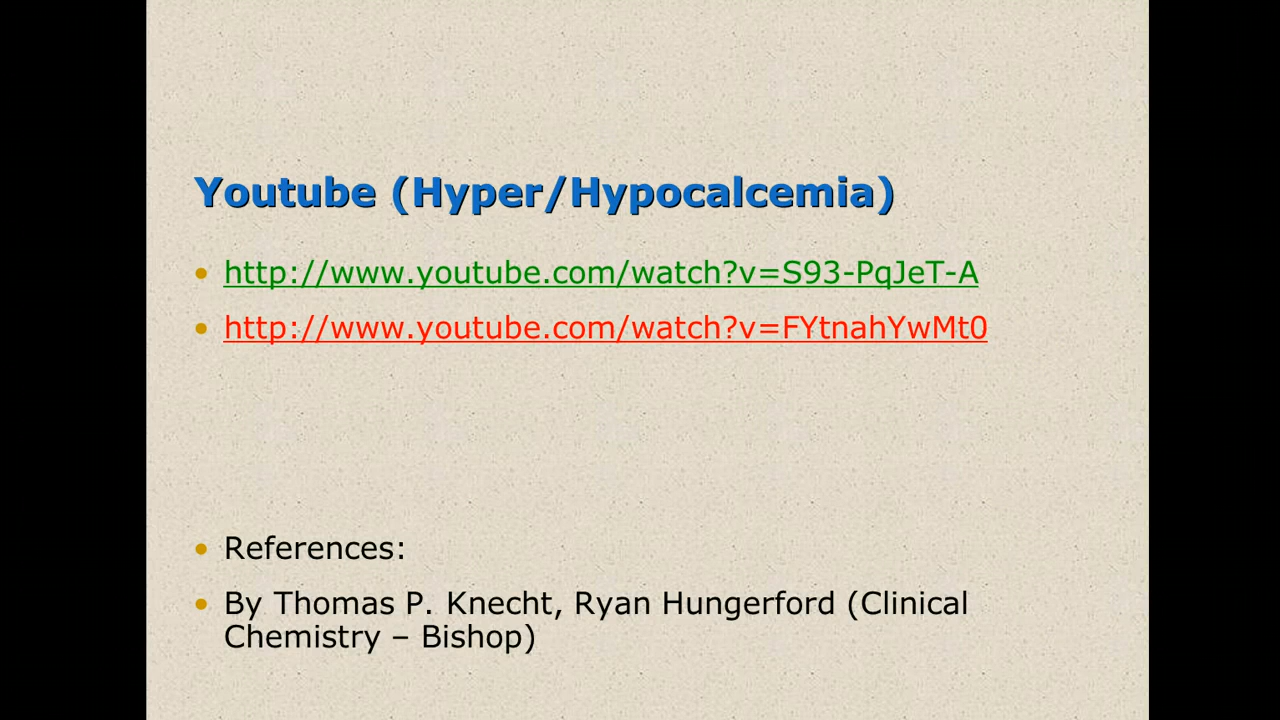 Youtube (Hyper/Hypocalcemia)
• http://www.youtube.com/watch?v=S93-PqJeT-A
• http://www.youtube.com/watch?v=FYtnahYwMt0
• References:
• By Thomas P. Knecht, Ryan Hungerford (Clinical
Chemistry – Bishop)